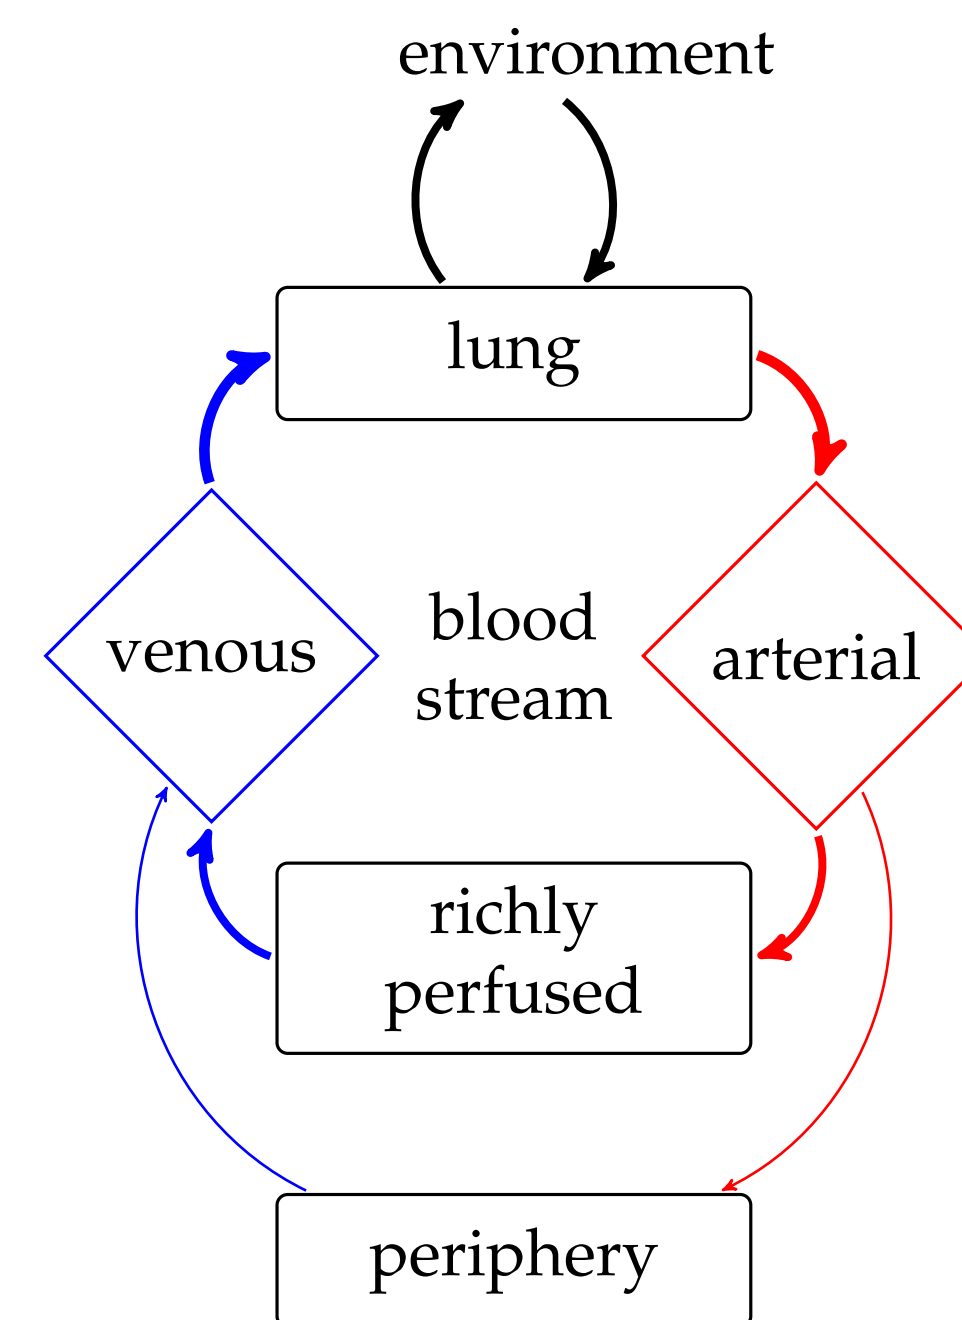 environment
lung
venous
blood
stream
arterial
richly
perfused
periphery